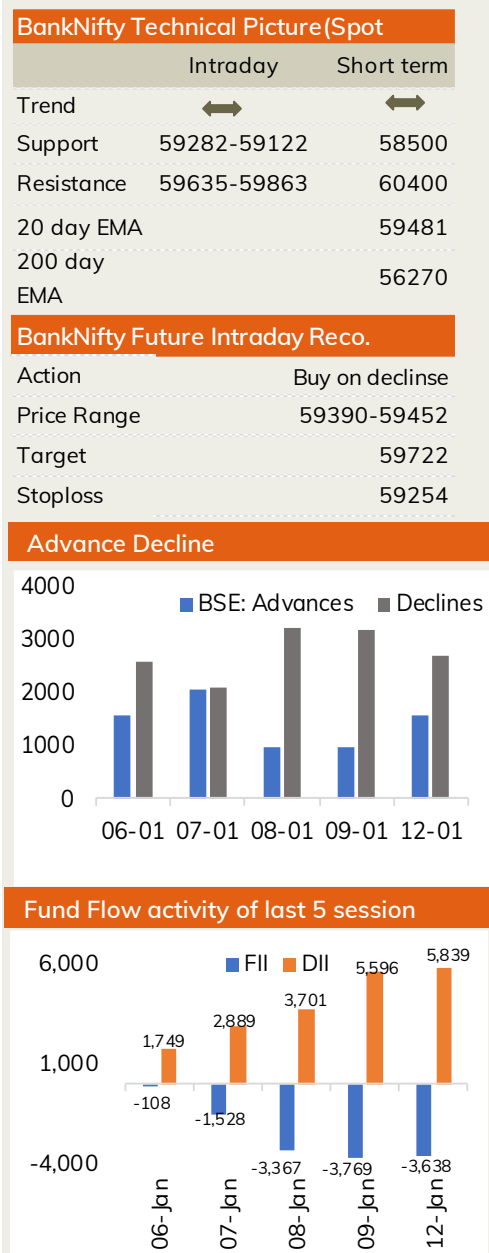 BankNifty Technical Picture(Spot
Intraday Short term
Trend
Support 59282-59122 58500
Resistance 59635-59863 60400
20 day EMA 59481
200 day
EMA 56270
BankNifty Future Intraday Reco.
Action Buy on declinse
Price Range 59390-59452
Target 59722
Stoploss 59254
Advance Decline
4000
BSE: Advances Declines
3000
2000
1000
0
06-01 07-01 08-01 09-01 12-01
Fund Flow activity of last 5 session
6,000 FII DII 5,596 5,839
1,749 2,889 3,701
1,000
-108 -1,528 -3,367 -3,769 -3,638
-4,000
06-Jan 07-Jan 08-Jan 09-Jan 12-Jan